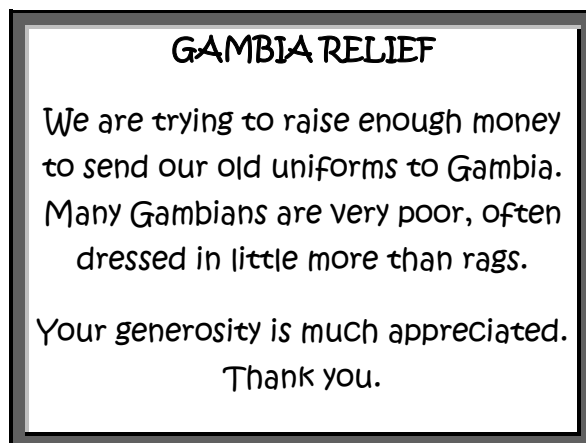 GAMBIA RELIEF
We are trying to raise enough money
to send our old uniforms to Gambia.
Many Gambians are very poor, often
dressed in little more than rags.
Your generosity is much appreciated.
Thank you.